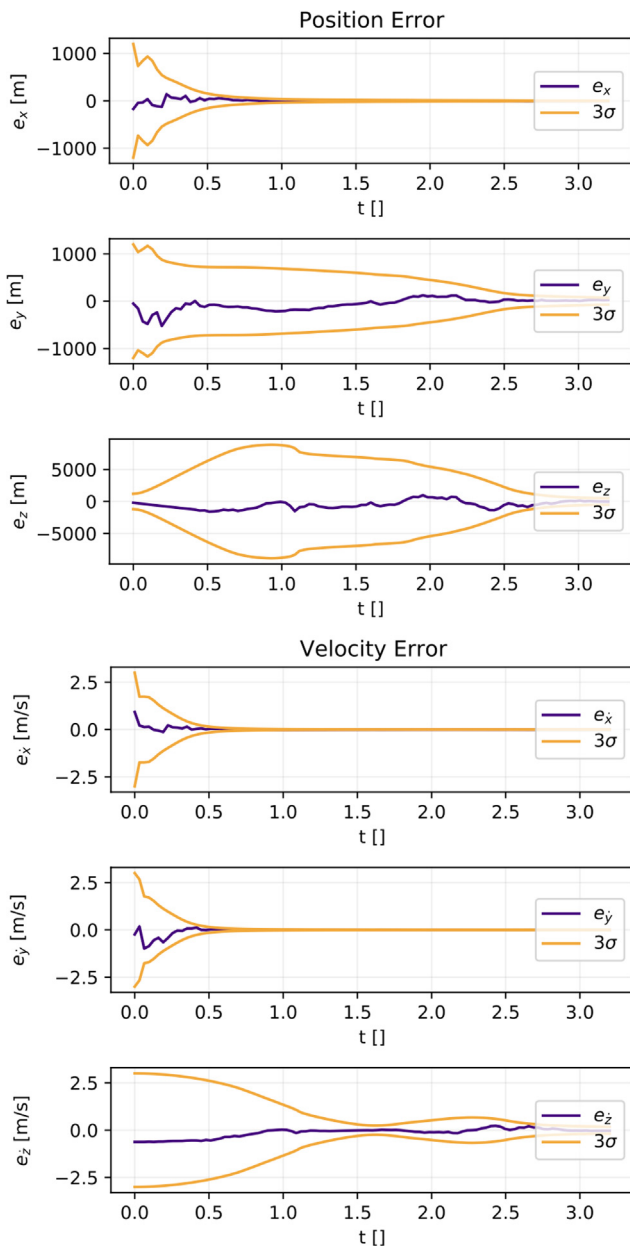 Position Error
1000
0
−1000
e_x [m]
e_x
3σ
0.0 0.5 1.0 1.5 2.0 2.5 3.0
t []
1000
0
−1000
e_y [m]
e_y
3σ
0.0 0.5 1.0 1.5 2.0 2.5 3.0
t []
5000
0
−5000
e_z [m]
e_z
3σ
0.0 0.5 1.0 1.5 2.0 2.5 3.0
t []
Velocity Error
2.5
0.0
−2.5
e_ẋ [m/s]
e_ẋ
3σ
0.0 0.5 1.0 1.5 2.0 2.5 3.0
t []
2.5
0.0
−2.5
e_ẏ [m/s]
e_ẏ
3σ
0.0 0.5 1.0 1.5 2.0 2.5 3.0
t []
2.5
0.0
−2.5
e_ż [m/s]
e_ż
3σ
0.0 0.5 1.0 1.5 2.0 2.5 3.0
t []